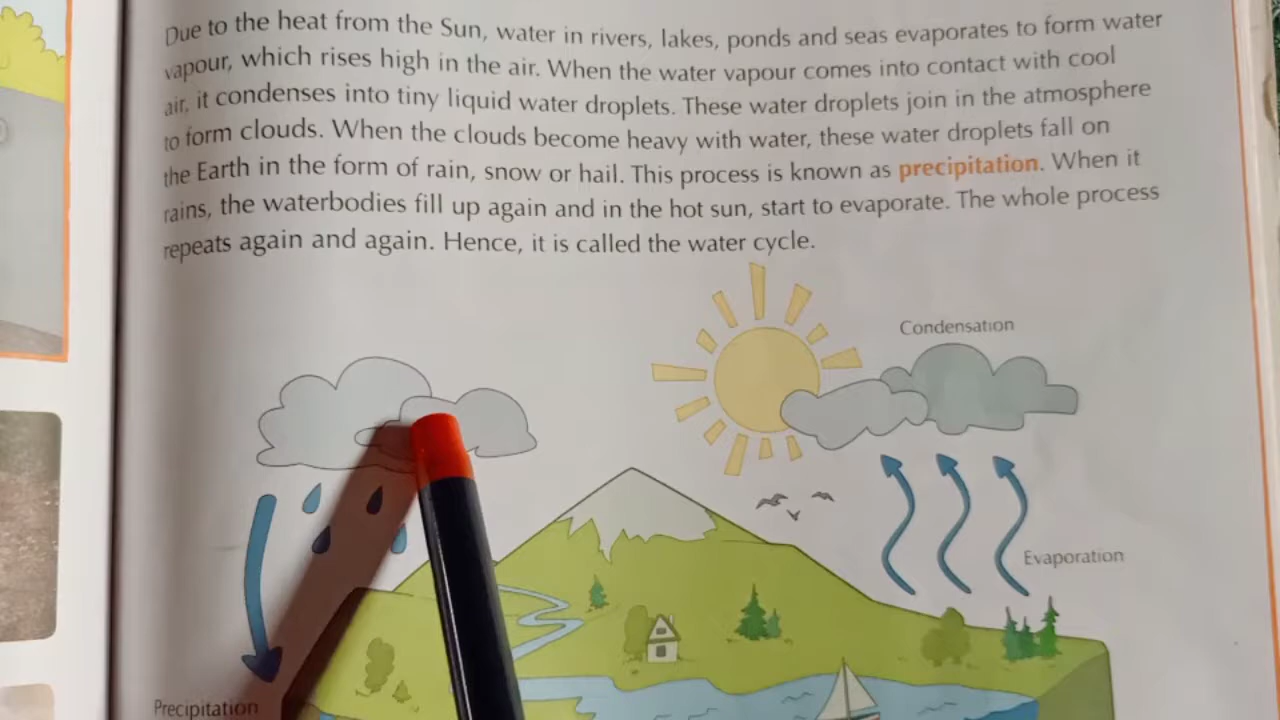 Due to the heat from the Sun, water in rivers, lakes, ponds and seas evaporates to form water
vapour, which rises high in the air. When the water vapour comes into contact with cool
air, it condenses into tiny liquid water droplets. These water droplets join in the atmosphere
to form clouds. When the clouds become heavy with water, these water droplets fall on
the Earth in the form of rain, snow or hail. This process is known as precipitation. When it
rains, the waterbodies fill up again and in the hot sun, start to evaporate. The whole process
repeats again and again. Hence, it is called the water cycle.
Condensation
Evaporation
Precipitation